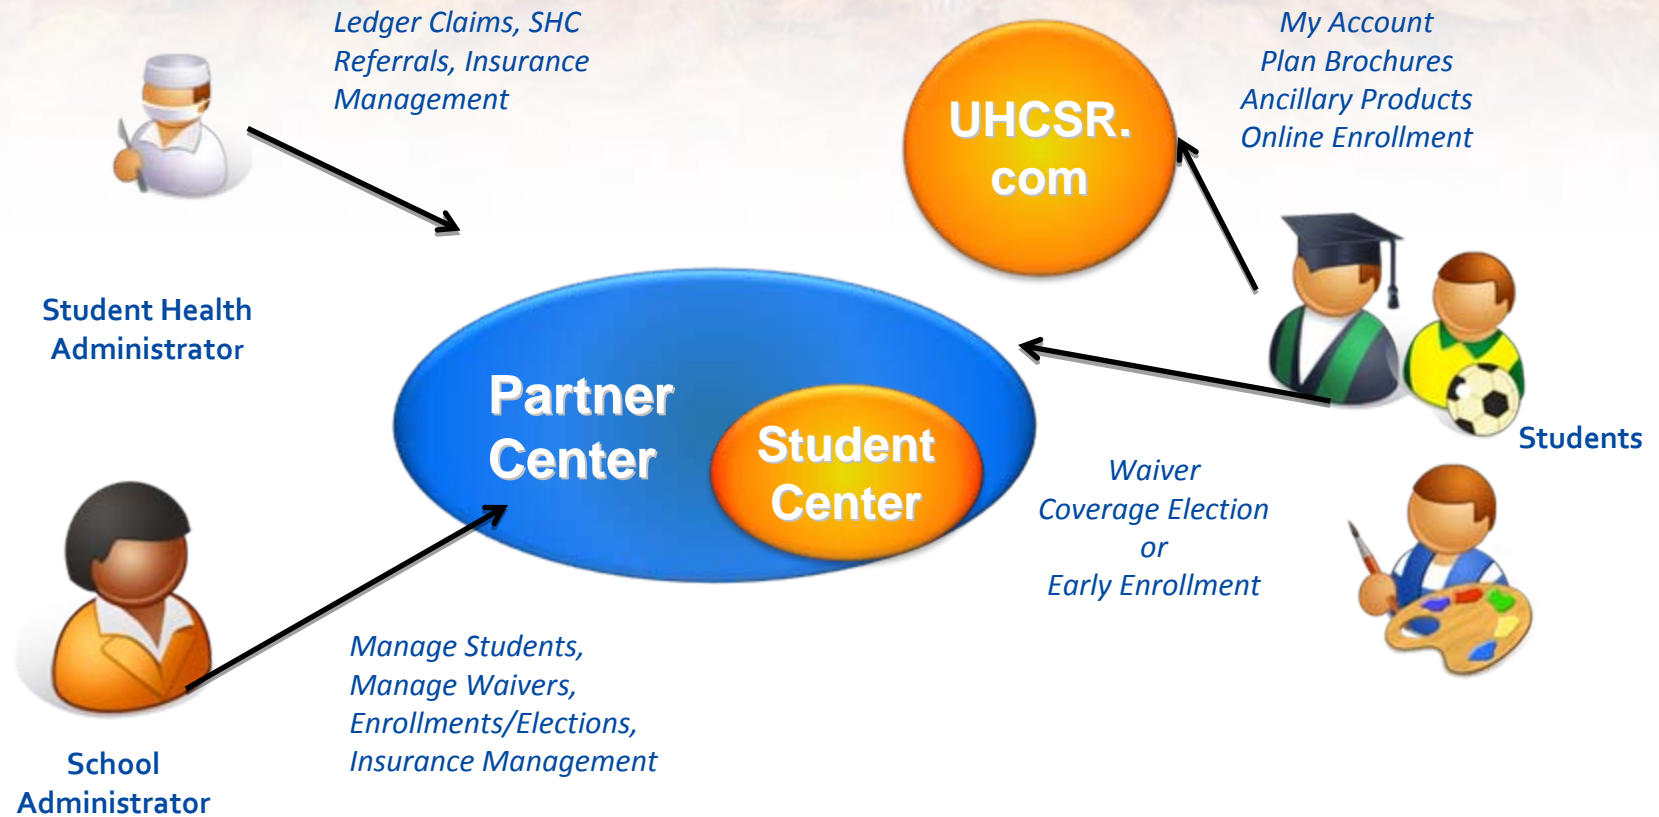 Ledger Claims, SHC
Referrals, Insurance
Management
My Account
Plan Brochures
Ancillary Products
Online Enrollment
UHCSR.
com
Student Health
Administrator
Partner
Center
Student
Center
Students
Waiver
Coverage Election
or
Early Enrollment
Manage Students,
Manage Waivers,
Enrollments/Elections,
Insurance Management
School
Administrator